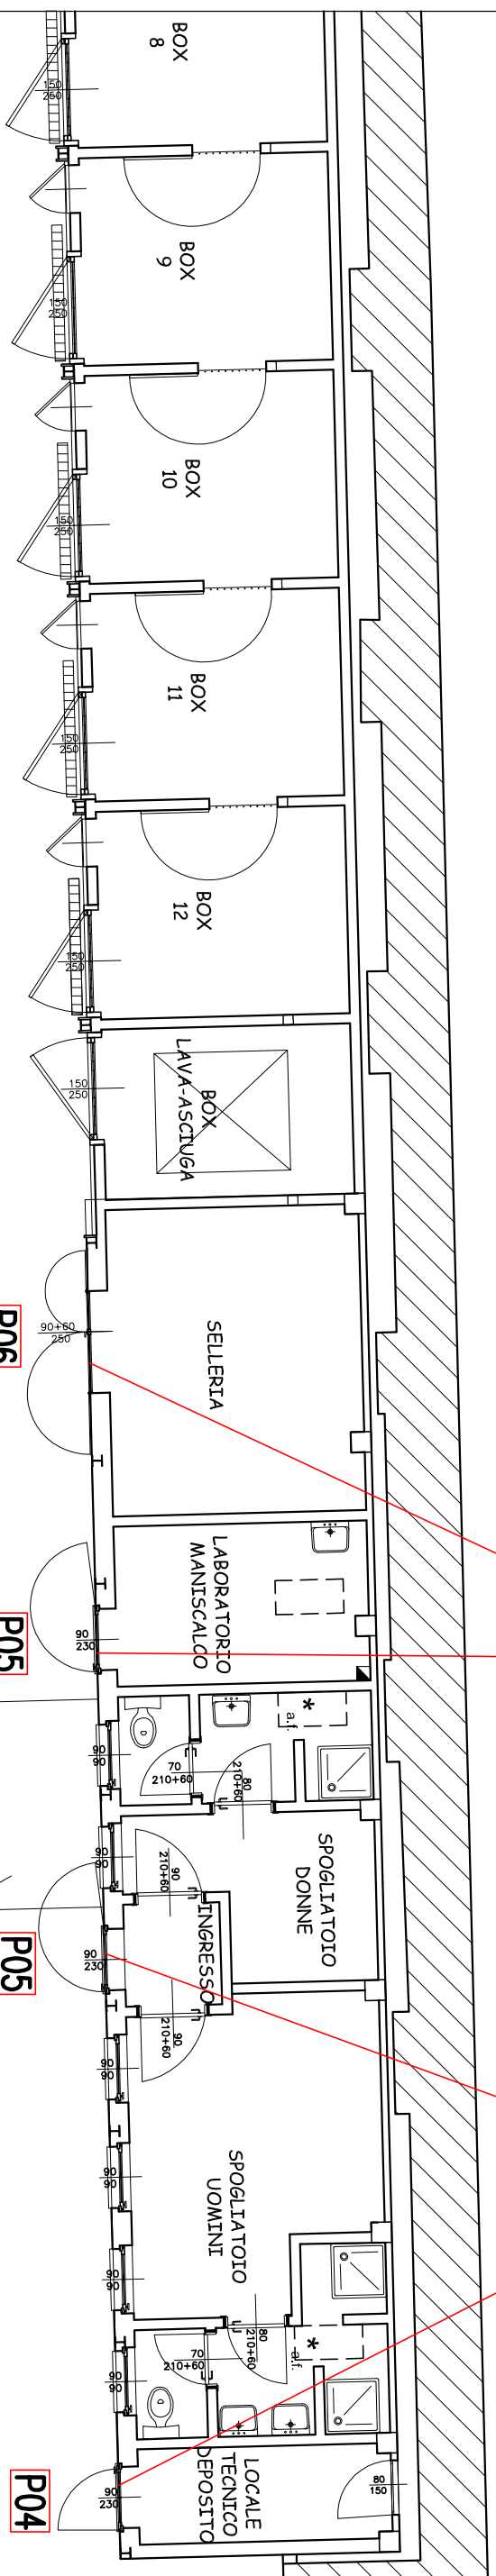 BOX
8
150
250
BOX
9
150
250
BOX
10
150
250
BOX
11
150
250
BOX
12
150
250
BOX
LAVA-ASCIUGA
150
250
SELLERIA
90+60
250
P06
LABORATORIO
MANISCALCO
90
230
P05
*
a.f.
90
90
70
210+60
80
210+60
SPOGLIATOIO
DONNE
90
90
90
210+60
INGRESSO
90
230
P05
90
210+60
90
90
SPOGLIATOIO
UOMINI
90
90
90
90
80
210+60
*
a.f.
70
210+60
90
90
LOCALE
TECNICO
DEPOSITO
80
150
90
230
P04